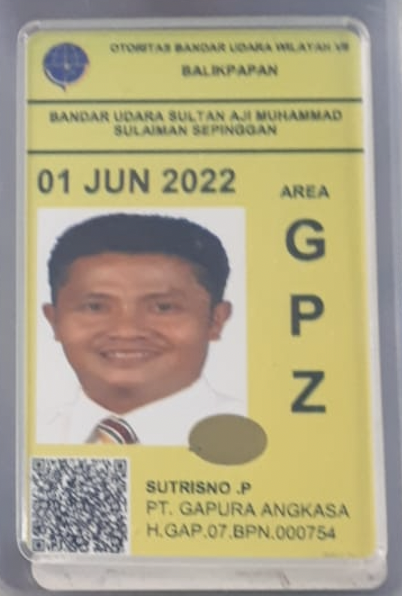 OTORITAS BANDAR UDARA WILAYAH VII
BALIKPAPAN
BANDAR UDARA SULTAN AJI MUHAMMAD
SULAIMAN SEPINGGAN
01 JUN 2022
AREA
G
P
Z
SUTRISNO .P
PT. GAPURA ANGKASA
H.GAP.07.BPN.000754